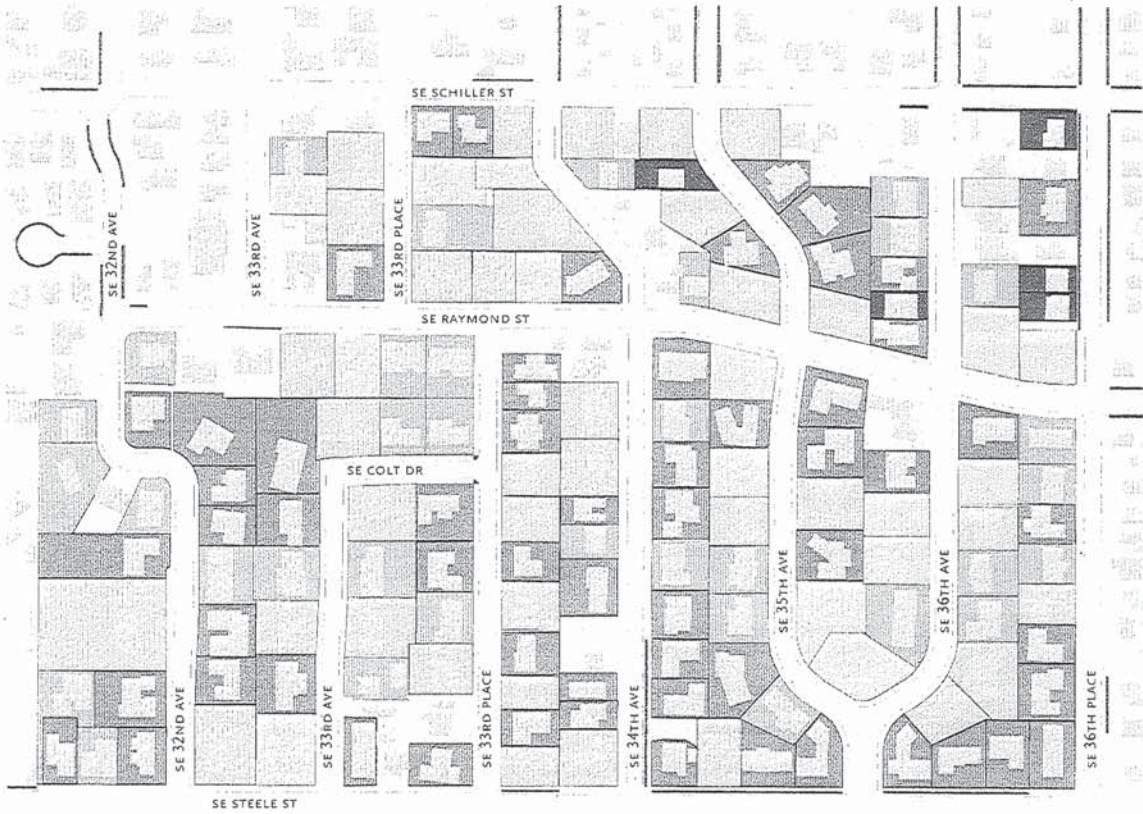 SE SCHILLER ST
SE 32ND AVE
SE 33RD AVE
SE 33RD PLACE
SE RAYMOND ST
SE COLT DR
SE 32ND AVE
SE 33RD AVE
SE 33RD PLACE
SE 34TH AVE
SE 35TH AVE
SE 36TH AVE
SE 36TH PLACE
SE STEELE ST